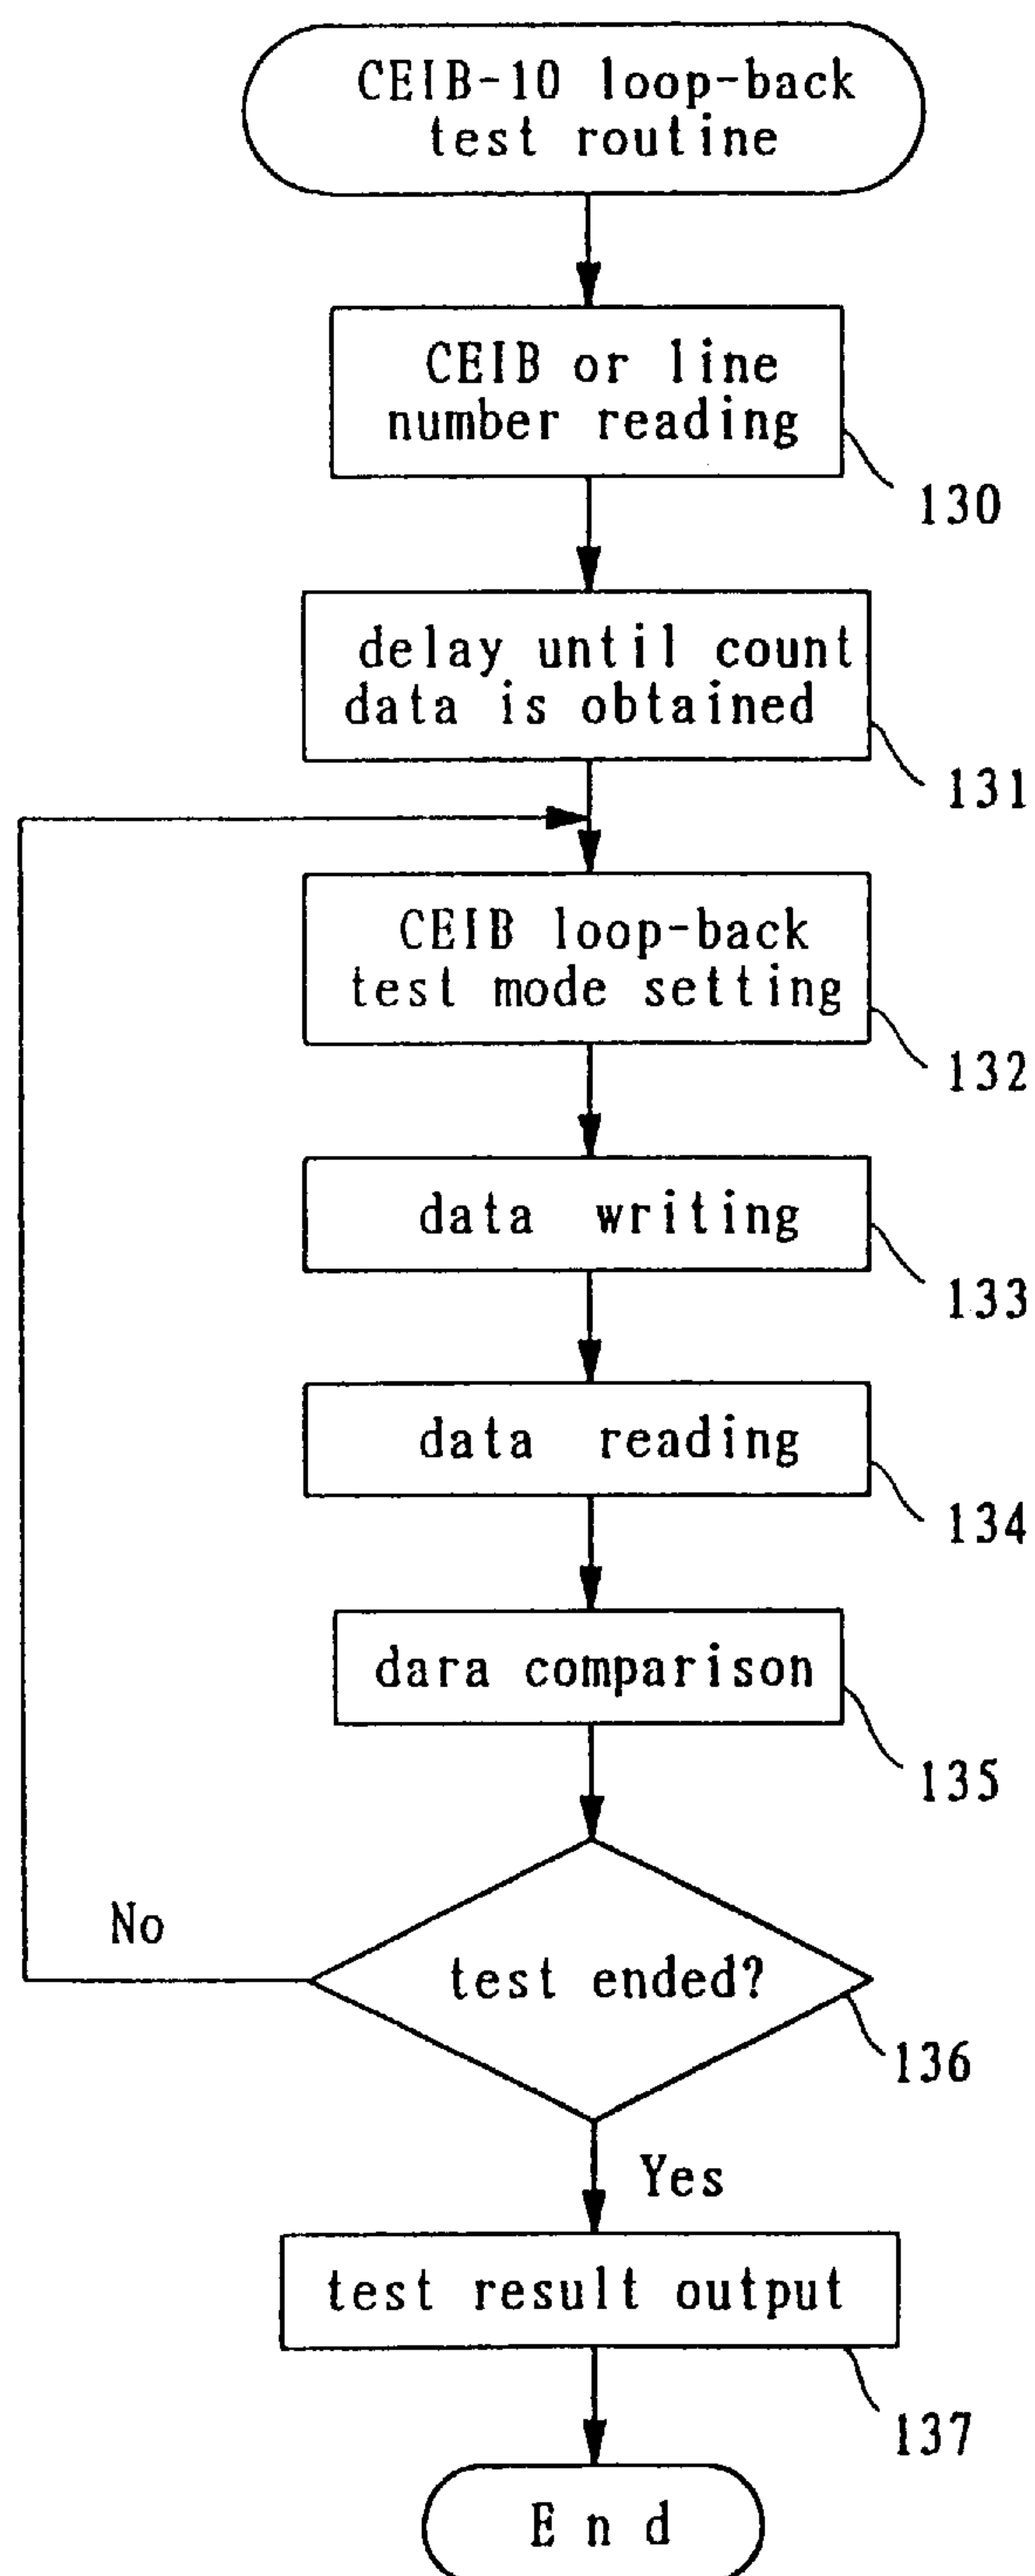 CEIB-10 loop-back
test routine
CEIB or line
number reading
130
delay until count
data is obtained
131
CEIB loop-back
test mode setting
132
data writing
133
data reading
134
dara comparison
135
No
test ended?
136
Yes
test result output
137
End